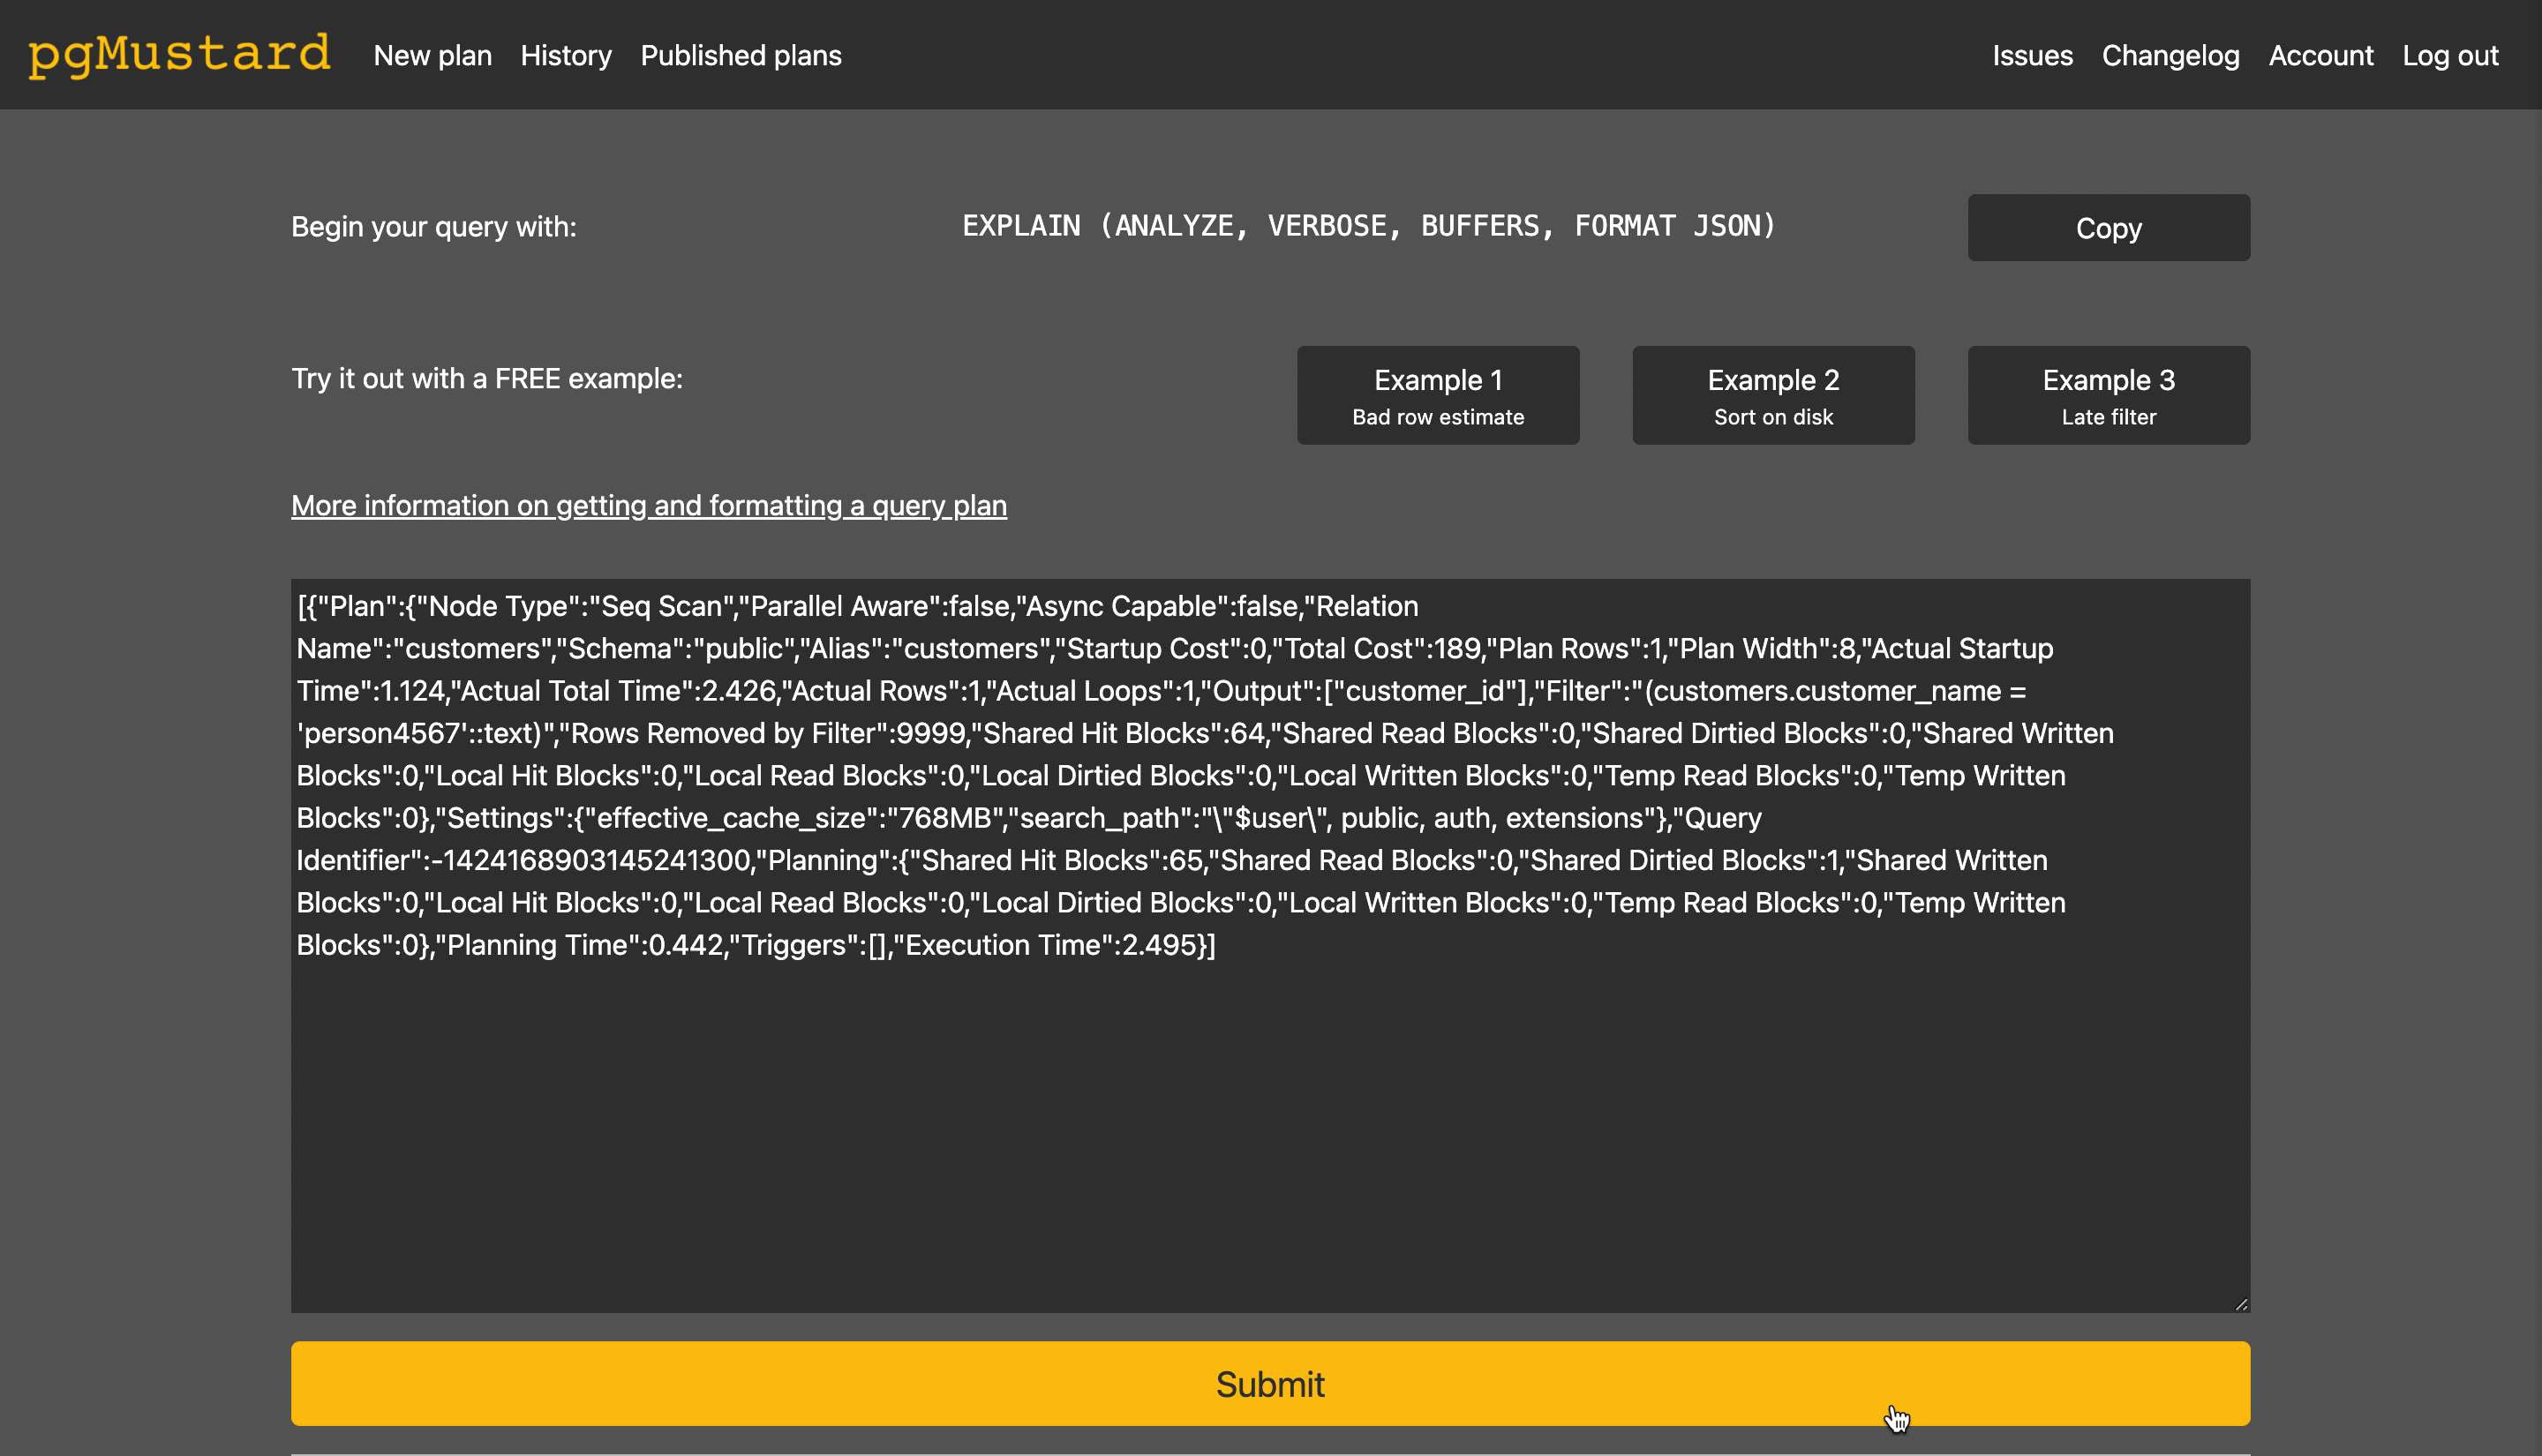 pgMustard New plan History Published plans Issues Changelog Account Log out
Begin your query with: EXPLAIN (ANALYZE, VERBOSE, BUFFERS, FORMAT JSON) Copy
Try it out with a FREE example: Example 1 Example 2 Example 3
Bad row estimate Sort on disk Late filter
More information on getting and formatting a query plan
[{"Plan":{"Node Type":"Seq Scan","Parallel Aware":false,"Async Capable":false,"Relation
Name":"customers","Schema":"public","Alias":"customers","Startup Cost":0,"Total Cost":189,"Plan Rows":1,"Plan Width":8,"Actual Startup
Time":1.124,"Actual Total Time":2.426,"Actual Rows":1,"Actual Loops":1,"Output":["customer_id"],"Filter":"(customers.customer_name =
'person4567'::text)","Rows Removed by Filter":9999,"Shared Hit Blocks":64,"Shared Read Blocks":0,"Shared Dirtied Blocks":0,"Shared Written
Blocks":0,"Local Hit Blocks":0,"Local Read Blocks":0,"Local Dirtied Blocks":0,"Local Written Blocks":0,"Temp Read Blocks":0,"Temp Written
Blocks":0},"Settings":{"effective_cache_size":"768MB","search_path":"\"$user\", public, auth, extensions"},"Query
Identifier":-1424168903145241300,"Planning":{"Shared Hit Blocks":65,"Shared Read Blocks":0,"Shared Dirtied Blocks":1,"Shared Written
Blocks":0,"Local Hit Blocks":0,"Local Read Blocks":0,"Local Dirtied Blocks":0,"Local Written Blocks":0,"Temp Read Blocks":0,"Temp Written
Blocks":0},"Planning Time":0.442,"Triggers":[],"Execution Time":2.495}]
Submit